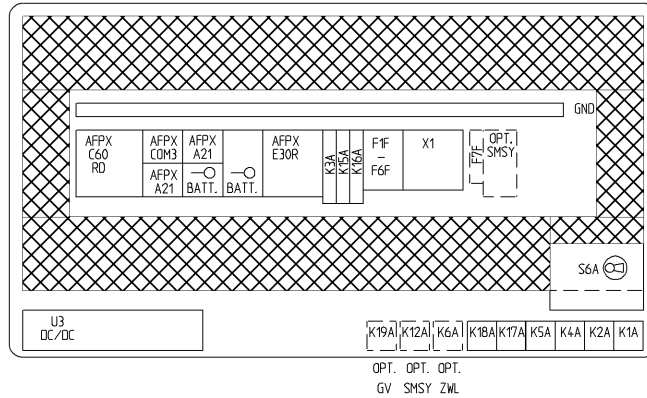 GND
AFPX
C60
RD
AFPX
COM3
AFPX
A21
AFPX
A21
BATT.
BATT.
AFPX
E30R
K3A
K15A
K16A
F1F
-
F6F
X1
F7F
OPT.
SMSY
S6A
U3
DC/DC
K19A K12A K6A K18A K17A K5A K4A K2A K1A
OPT. OPT. OPT.
GV SMSY ZWL